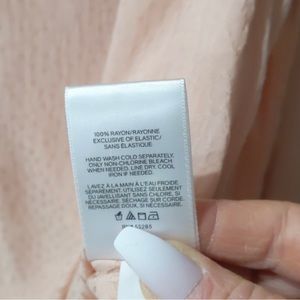 100% RAYON/RAYONNE
EXCLUSIVE OF ELASTIC/
SANS ÉLASTIQUE
HAND WASH COLD SEPARATELY.
ONLY NON-CHLORINE BLEACH
WHEN NEEDED. LINE DRY, COOL
IRON IF NEEDED.
LAVEZ À LA MAIN À L'EAU FROIDE
SÉPARÉMENT. UTILISEZ SEULEMENT
DU JAVELLISANT SANS CHLORE, SI
NÉCESSAIRE. SÉCHAGE SUR CORDE.
REPASSAGE DOUX, SI NÉCESSAIRE.
55285